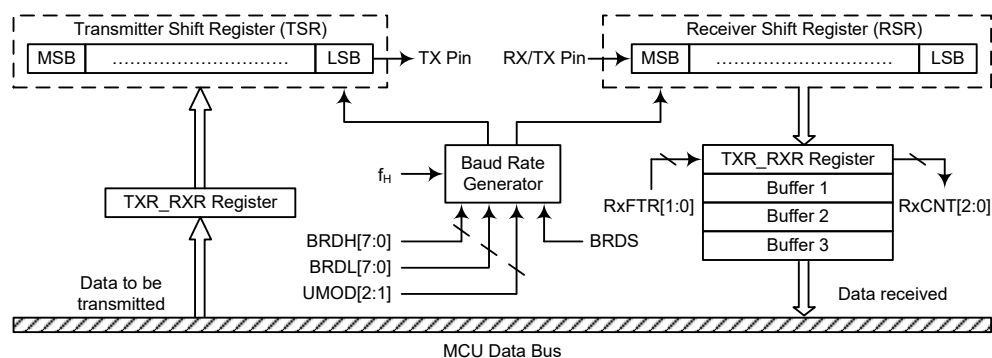 Transmitter Shift Register (TSR)
MSB
..............................
LSB
TX Pin
Receiver Shift Register (RSR)
RX/TX Pin
MSB
..............................
LSB
fH
Baud Rate
Generator
TXR_RXR Register
BRDH[7:0]
BRDL[7:0]
UMOD[2:1]
BRDS
TXR_RXR Register
Buffer 1
Buffer 2
Buffer 3
RxFTR[1:0]
RxCNT[2:0]
Data to be
transmitted
Data received
MCU Data Bus